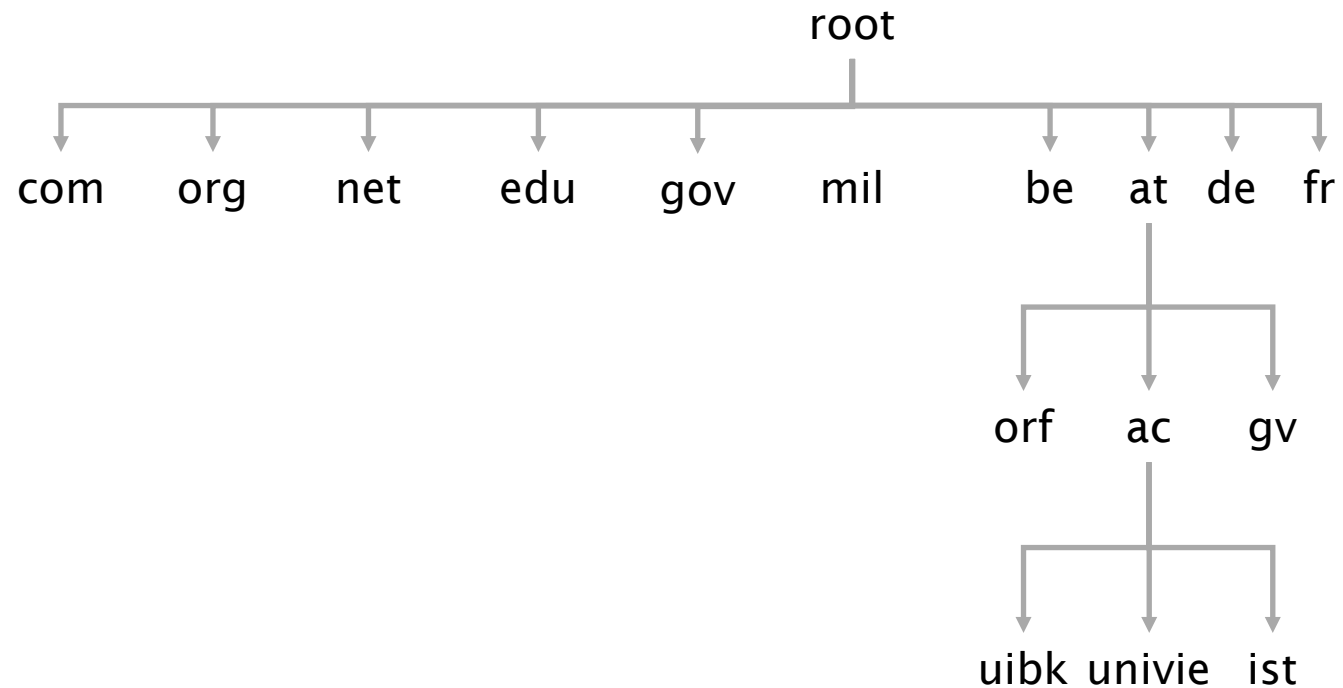 root
com org net edu gov mil be at de fr
orf ac gv
uibk univie ist